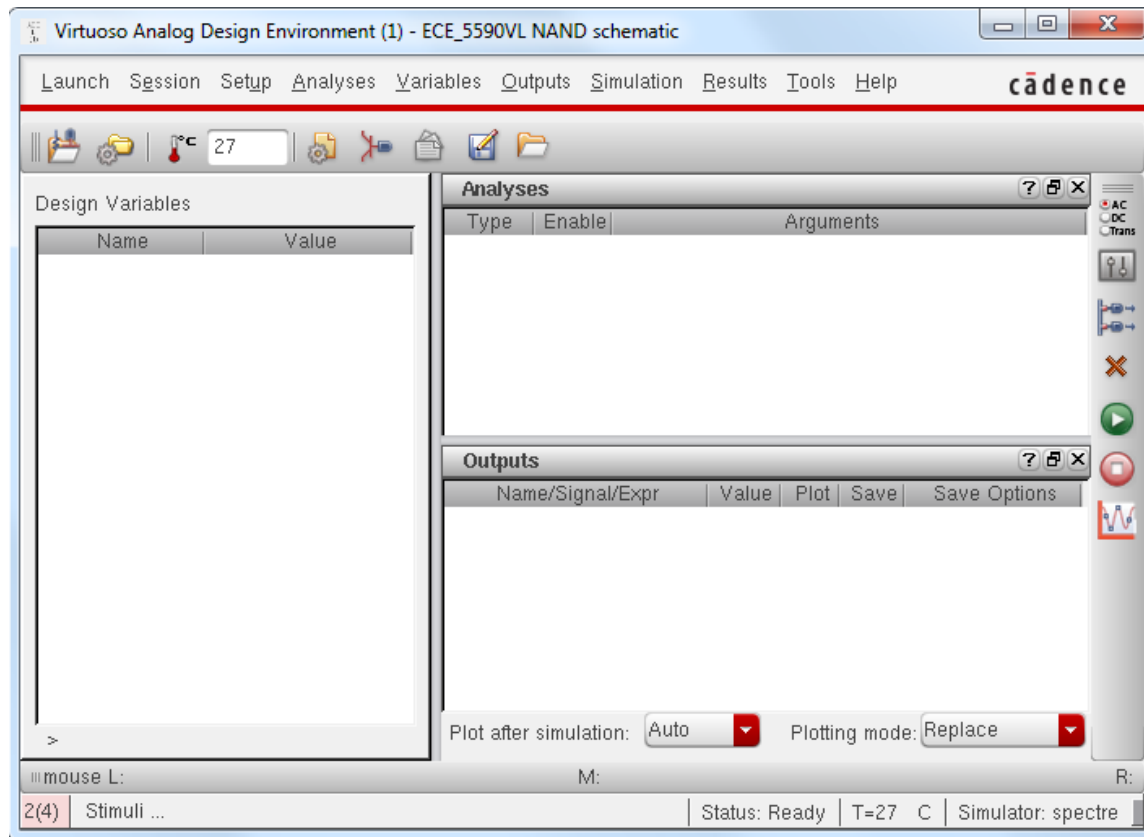 Virtuoso Analog Design Environment (1) - ECE_5590VL NAND schematic
Launch Session Setup Analyses Variables Outputs Simulation Results Tools Help cādence
°C 27
Design Variables
Name Value
>
Analyses
Type Enable Arguments
AC
DC
Trans
Outputs
Name/Signal/Expr Value Plot Save Save Options
Plot after simulation: Auto Plotting mode: Replace
mouse L: M: R:
2(4) Stimuli ... Status: Ready T=27 C Simulator: spectre